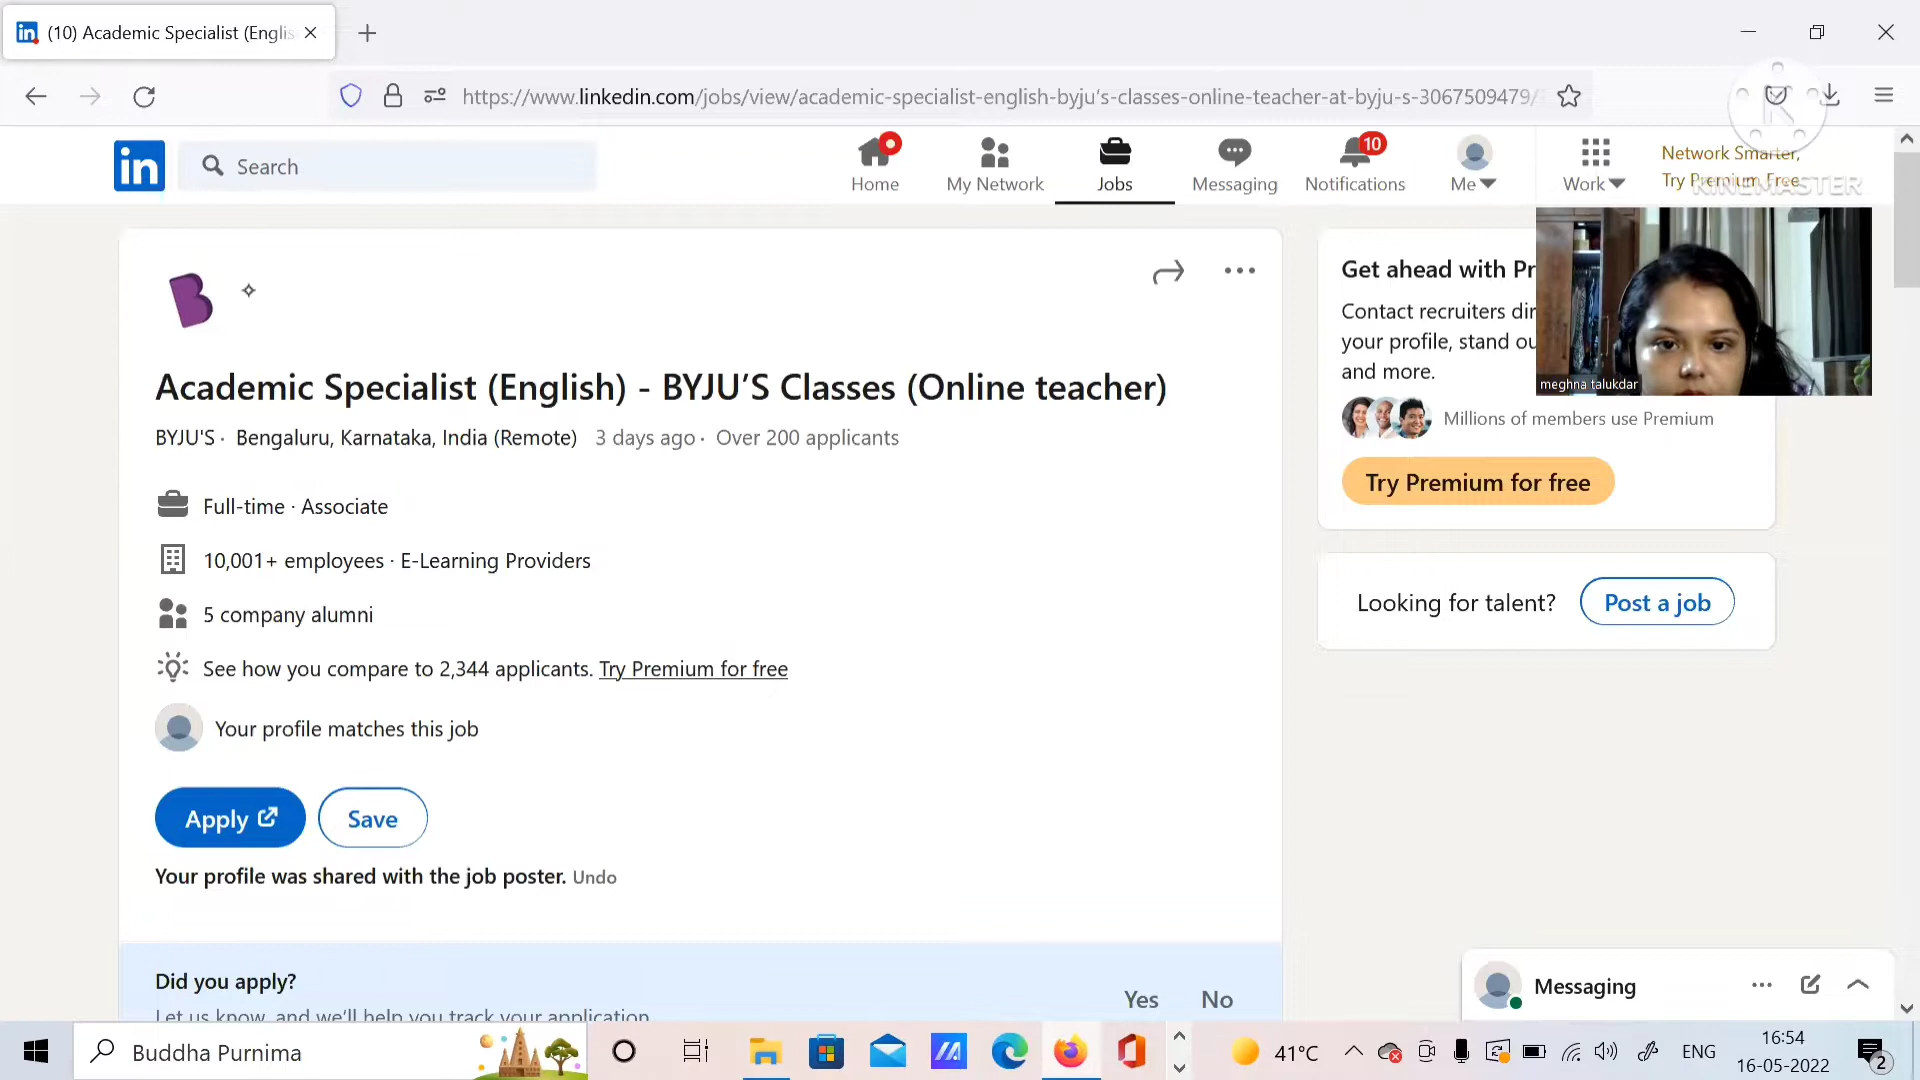 (10) Academic Specialist (Englis
https://www.linkedin.com/jobs/view/academic-specialist-english-byju's-classes-online-teacher-at-byju-s-3067509479/
in
Search
Home
My Network
Jobs
Messaging
10
Notifications
Me
Work
Network Smarter,
Try Premium Free
KINEMASTER
Get ahead with Pr
Contact recruiters dir
your profile, stand ou
and more.
meghna talukdar
Millions of members use Premium
Try Premium for free
Looking for talent?
Post a job
Academic Specialist (English) - BYJU’S Classes (Online teacher)
BYJU'S · Bengaluru, Karnataka, India (Remote) 3 days ago · Over 200 applicants
Full-time · Associate
10,001+ employees · E-Learning Providers
5 company alumni
See how you compare to 2,344 applicants. Try Premium for free
Your profile matches this job
Apply
Save
Your profile was shared with the job poster. Undo
Did you apply?
Yes
No
Let us know, and we’ll help you track your application.
Messaging
Buddha Purnima
41°C
ENG
16:54
16-05-2022
2